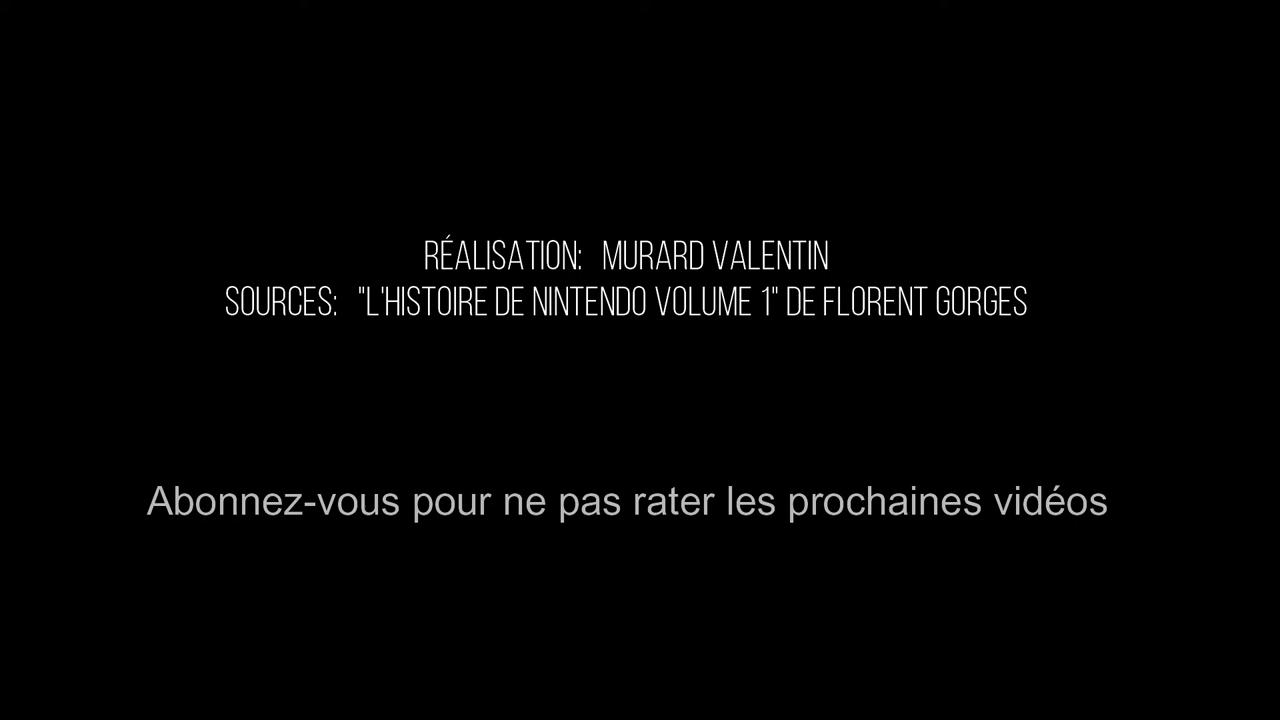 RÉALISATION: MURARD VALENTIN
SOURCES: "L'HISTOIRE DE NINTENDO VOLUME 1" DE FLORENT GORGES
Abonnez-vous pour ne pas rater les prochaines vidéos